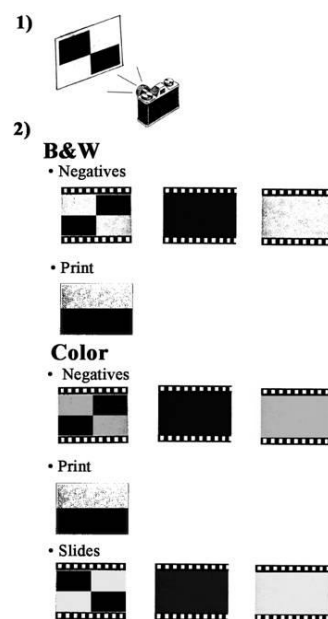 1)
2)
B&W
• Negatives
• Print
Color
• Negatives
• Print
• Slides